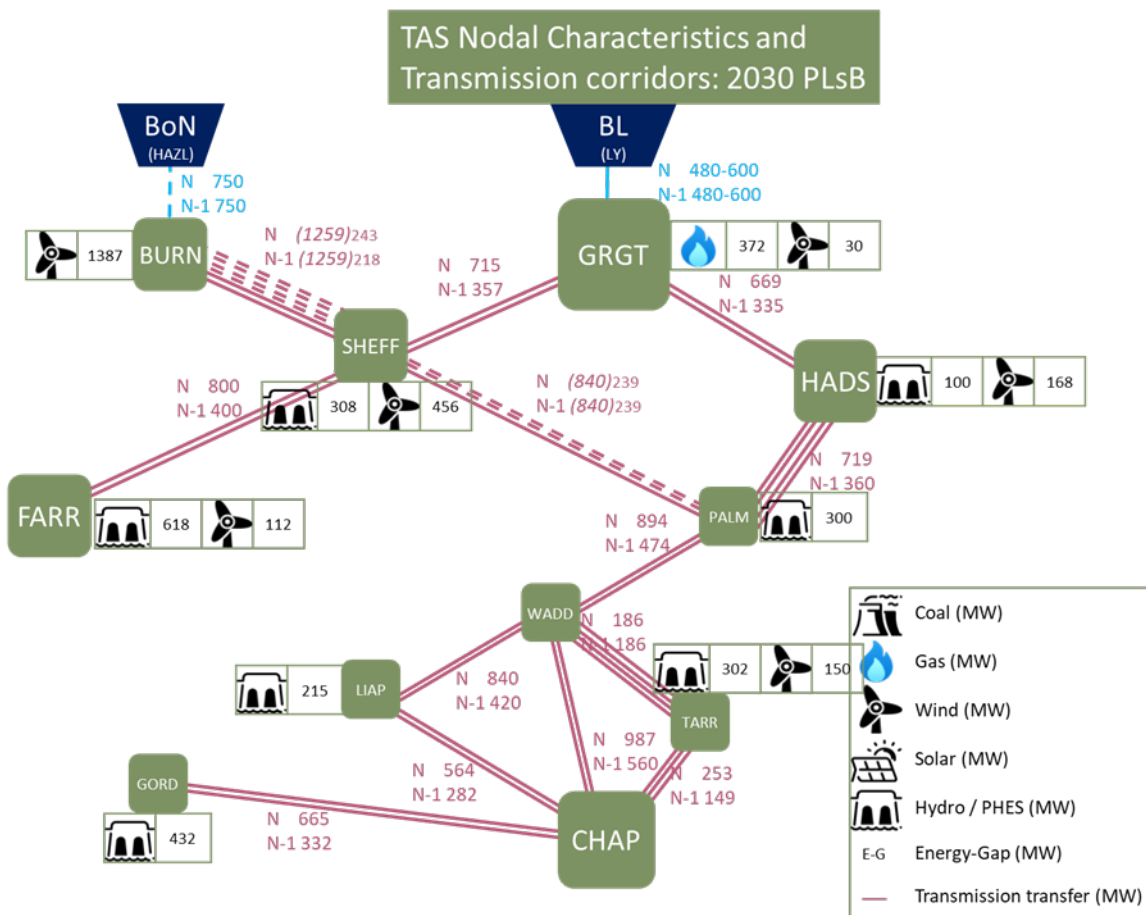 TAS Nodal Characteristics and
Transmission corridors: 2030 PLsB
BoN
(HAZL)
BL
(LY)
N 750
N-1 750
N 480-600
N-1 480-600
1387
BURN
N (1259)243
N-1 (1259)218
N 715
N-1 357
GRGT
372
30
N 669
N-1 335
SHEFF
HADS
100
168
N 800
N-1 400
308
456
N (840)239
N-1 (840)239
N 719
N-1 360
FARR
618
112
PALM
300
N 894
N-1 474
WADD
N 186
N-1 186
302
150
215
LIAP
N 840
N-1 420
TARR
N 987
N-1 560
253
N-1 149
N 564
N-1 282
GORD
432
N 665
N-1 332
CHAP
Coal (MW)
Gas (MW)
Wind (MW)
Solar (MW)
Hydro / PHES (MW)
E-G Energy-Gap (MW)
Transmission transfer (MW)